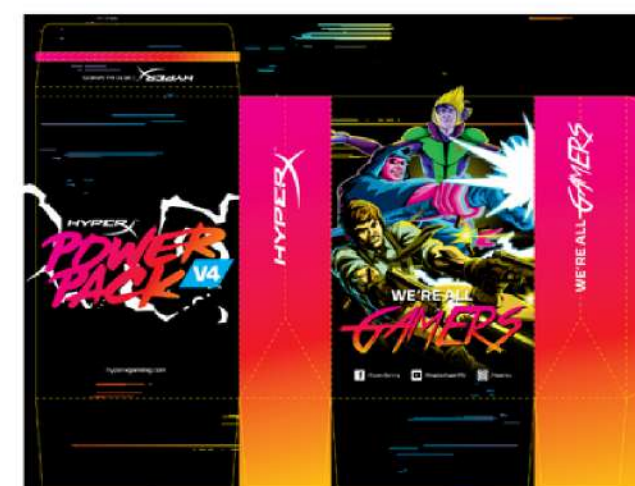 HYPERX
HYPERX
POWER
PACK
V4
hyperxgaming.com
HYPERX
WE'RE ALL
GAMERS
WE'RE ALL GAMERS